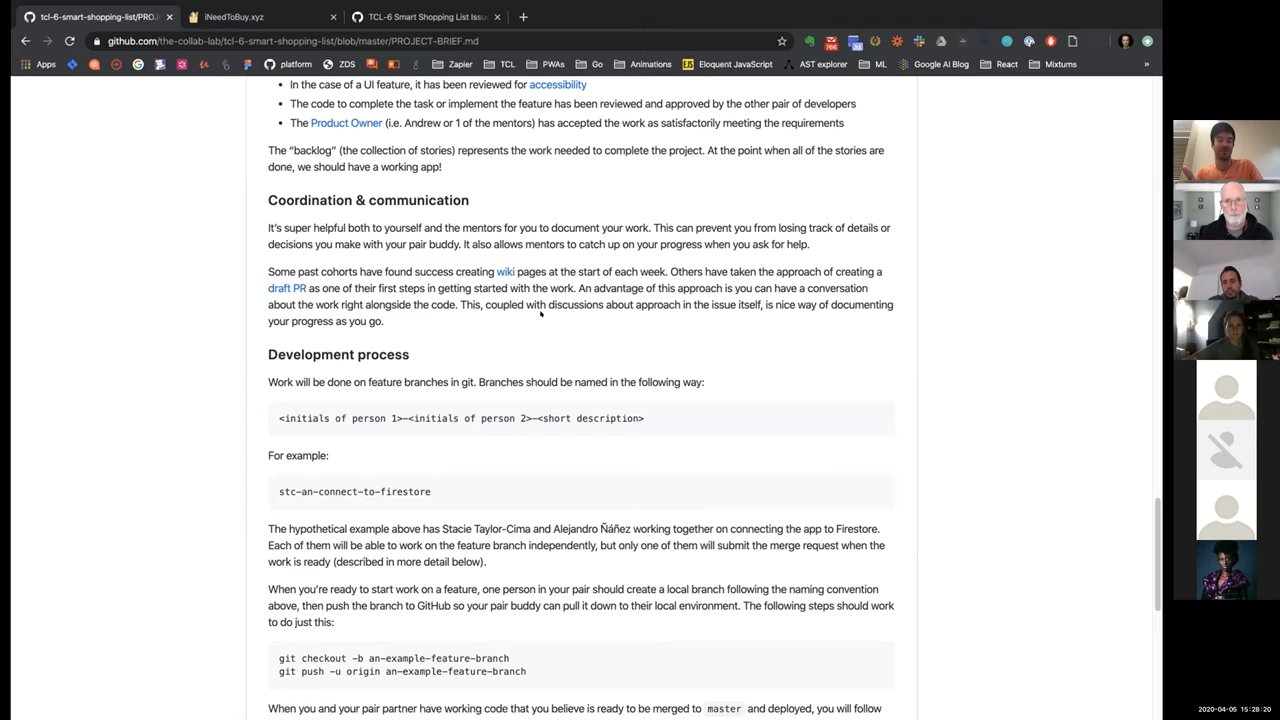 tcl-6-smart-shopping-list/PROJE
iNeedToBuy.xyz
TCL-6 Smart Shopping List Issu
github.com/the-collab-lab/tcl-6-smart-shopping-list/blob/master/PROJECT-BRIEF.md
Apps
platform
ZDS
Zapier
TCL
PWAs
Go
Animations
Eloquent JavaScript
AST explorer
ML
Google AI Blog
React
Mixtums
»
In the case of a UI feature, it has been reviewed for accessibility
The code to complete the task or implement the feature has been reviewed and approved by the other pair of developers
The Product Owner (i.e. Andrew or 1 of the mentors) has accepted the work as satisfactorily meeting the requirements
The “backlog” (the collection of stories) represents the work needed to complete the project. At the point when all of the stories are
done, we should have a working app!
Coordination & communication
It’s super helpful both to yourself and the mentors for you to document your work. This can prevent you from losing track of details or
decisions you make with your pair buddy. It also allows mentors to catch up on your progress when you ask for help.
Some past cohorts have found success creating wiki pages at the start of each week. Others have taken the approach of creating a
draft PR as one of their first steps in getting started with the work. An advantage of this approach is you can have a conversation
about the work right alongside the code. This, coupled with discussions about approach in the issue itself, is nice way of documenting
your progress as you go.
Development process
Work will be done on feature branches in git. Branches should be named in the following way:
<initials of person 1>-<initials of person 2>-<short description>
For example:
stc-an-connect-to-firestore
The hypothetical example above has Stacie Taylor-Cima and Alejandro Ñáñez working together on connecting the app to Firestore.
Each of them will be able to work on the feature branch independently, but only one of them will submit the merge request when the
work is ready (described in more detail below).
When you’re ready to start work on a feature, one person in your pair should create a local branch following the naming convention
above, then push the branch to GitHub so your pair buddy can pull it down to their local environment. The following steps should work
to do just this:
git checkout -b an-example-feature-branch
git push -u origin an-example-feature-branch
When you and your pair partner have working code that you believe is ready to be merged to master and deployed, you will follow
2020-04-05 15:28:20